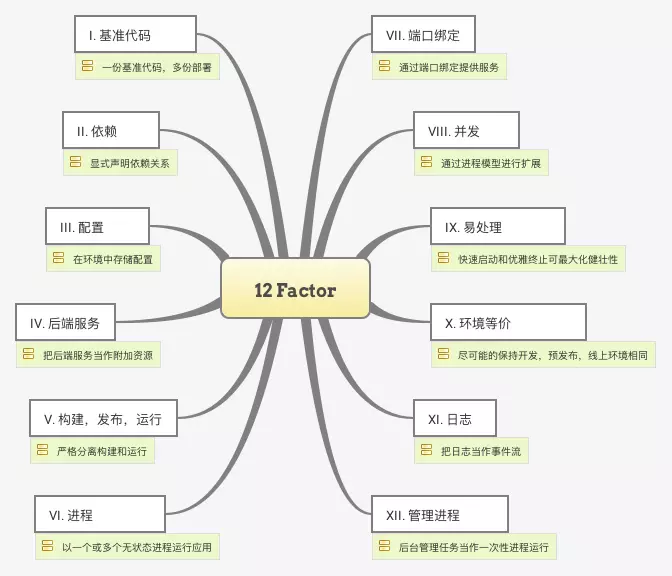 I. 基准代码
一份基准代码，多份部署
II. 依赖
显式声明依赖关系
III. 配置
在环境中存储配置
IV. 后端服务
把后端服务当作附加资源
V. 构建，发布，运行
严格分离构建和运行
VI. 进程
以一个或多个无状态进程运行应用
12 Factor
VII. 端口绑定
通过端口绑定提供服务
VIII. 并发
通过进程模型进行扩展
IX. 易处理
快速启动和优雅终止可最大化健壮性
X. 环境等价
尽可能的保持开发，预发布，线上环境相同
XI. 日志
把日志当作事件流
XII. 管理进程
后台管理任务当作一次性进程运行